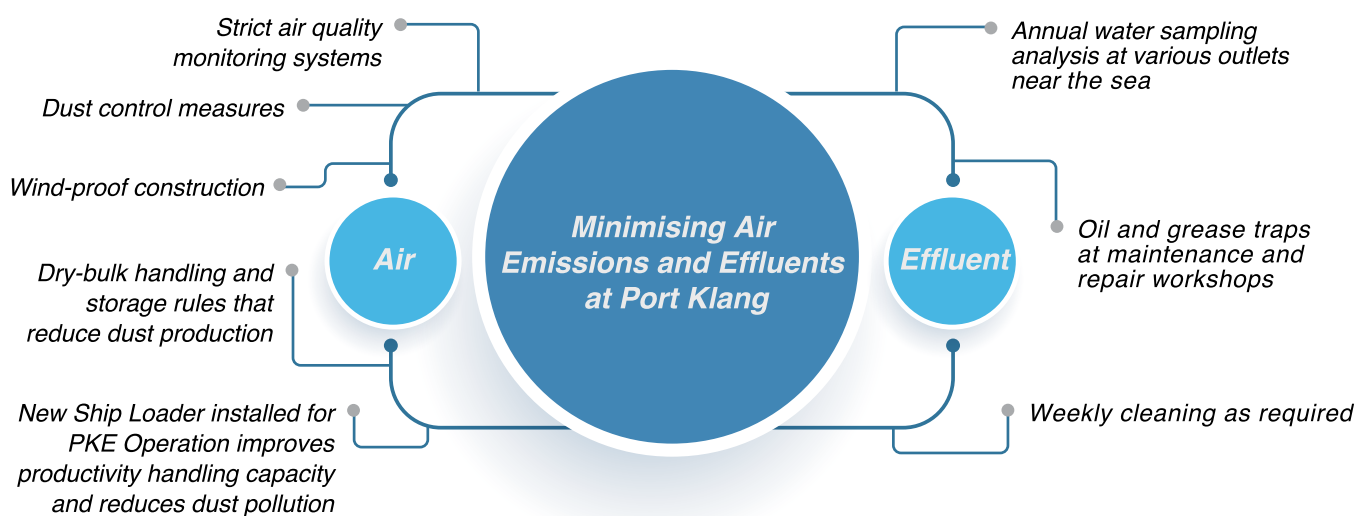 Strict air quality
monitoring systems
Dust control measures
Wind-proof construction
Dry-bulk handling and
storage rules that
reduce dust production
New Ship Loader installed for
PKE Operation improves
productivity handling capacity
and reduces dust pollution
Air
Minimising Air
Emissions and Effluents
at Port Klang
Effluent
Annual water sampling
analysis at various outlets
near the sea
Oil and grease traps
at maintenance and
repair workshops
Weekly cleaning as required